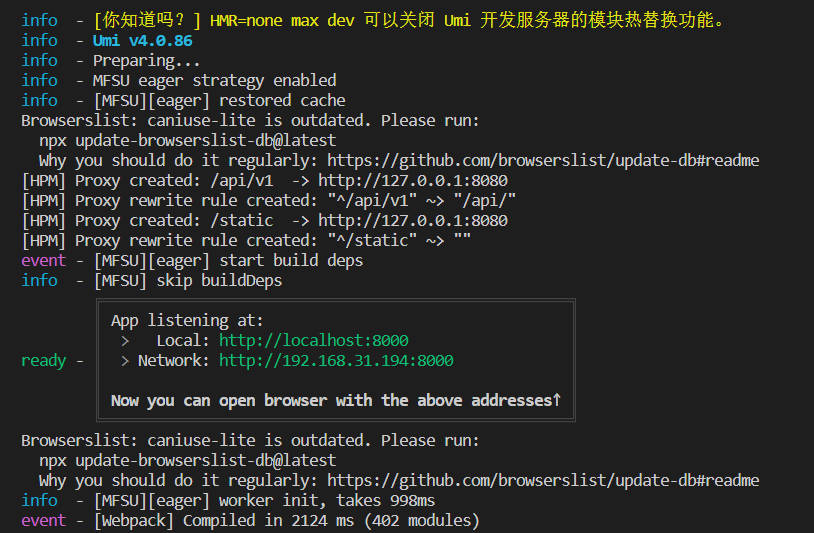 info  - [你知道吗？] HMR=none max dev 可以关闭 Umi 开发服务器的模块热替换功能。
info  - Umi v4.0.86
info  - Preparing...
info  - MFSU eager strategy enabled
info  - [MFSU][eager] restored cache
Browserslist: caniuse-lite is outdated. Please run:
  npx update-browserslist-db@latest
  Why you should do it regularly: https://github.com/browserslist/update-db#readme
[HPM] Proxy created: /api/v1  -> http://127.0.0.1:8080
[HPM] Proxy rewrite rule created: "^/api/v1" ~> "/api/"
[HPM] Proxy created: /static  -> http://127.0.0.1:8080
[HPM] Proxy rewrite rule created: "^/static" ~> ""
event - [MFSU][eager] start build deps
info  - [MFSU] skip buildDeps
App listening at:
>   Local: http://localhost:8000
ready - > Network: http://192.168.31.194:8000
Now you can open browser with the above addresses↑
Browserslist: caniuse-lite is outdated. Please run:
  npx update-browserslist-db@latest
  Why you should do it regularly: https://github.com/browserslist/update-db#readme
info  - [MFSU][eager] worker init, takes 998ms
event - [Webpack] Compiled in 2124 ms (402 modules)